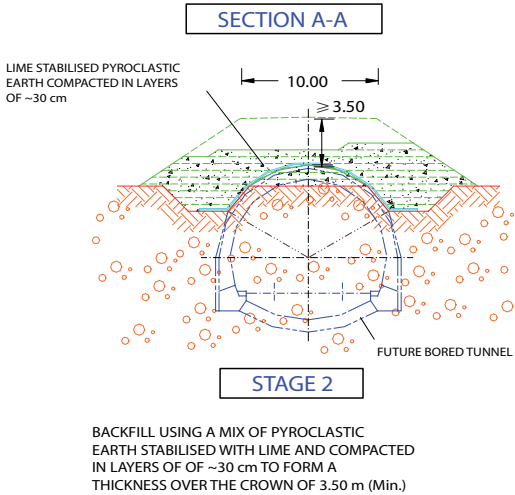 SECTION A-A
LIME STABILISED PYROCLASTIC
EARTH COMPACTED IN LAYERS
OF ~30 cm
10.00
≥ 3.50
FUTURE BORED TUNNEL
STAGE 2
BACKFILL USING A MIX OF PYROCLASTIC
EARTH STABILISED WITH LIME AND COMPACTED
IN LAYERS OF OF ~30 cm TO FORM A
THICKNESS OVER THE CROWN OF 3.50 m (Min.)